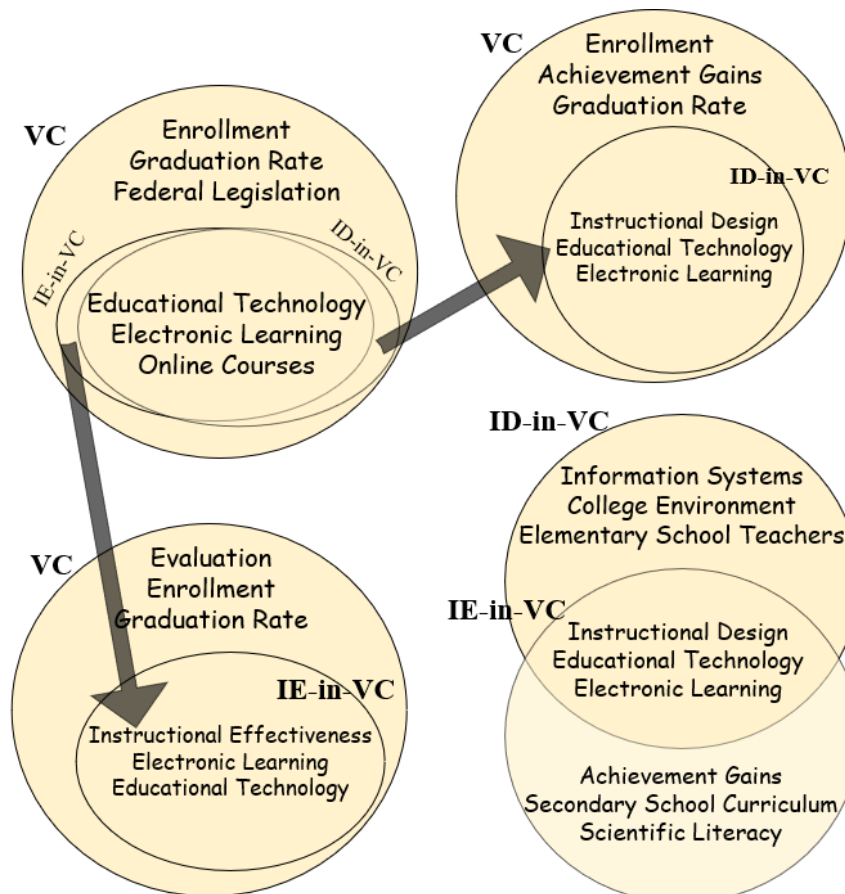 VC
Enrollment
Graduation Rate
Federal Legislation
IE-in-VC
ID-in-VC
Educational Technology
Electronic Learning
Online Courses
VC
Enrollment
Achievement Gains
Graduation Rate
ID-in-VC
Instructional Design
Educational Technology
Electronic Learning
VC
Evaluation
Enrollment
Graduation Rate
IE-in-VC
Instructional Effectiveness
Electronic Learning
Educational Technology
ID-in-VC
Information Systems
College Environment
Elementary School Teachers
IE-in-VC
Instructional Design
Educational Technology
Electronic Learning
Achievement Gains
Secondary School Curriculum
Scientific Literacy